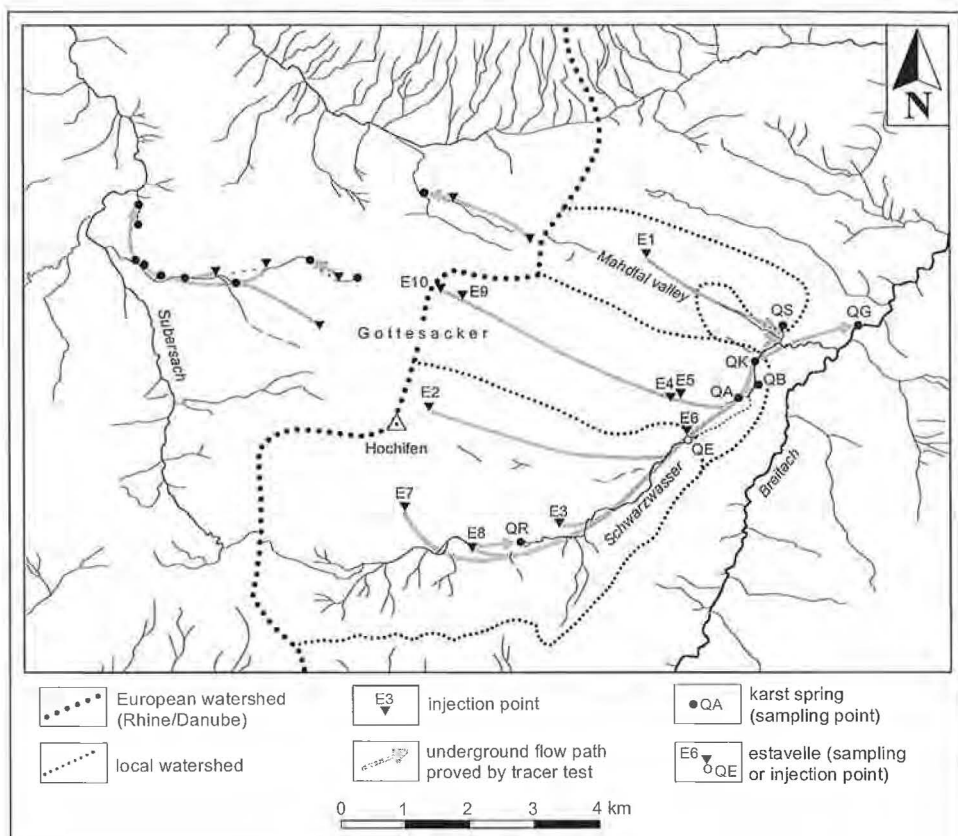 N
E1
Mahdtal valley
E10
E9
QS
QG
Gottesacker
Subersach
QK
E2
E4
E5
QA
QB
Hochifen
E6
QE
Schwarzwasser
Breitach
E7
E3
E8
QR
European watershed
(Rhine/Danube)
local watershed
E3
injection point
underground flow path
proved by tracer test
QA
karst spring
(sampling point)
E6
QE
estavelle (sampling
or injection point)
0 1 2 3 4 km